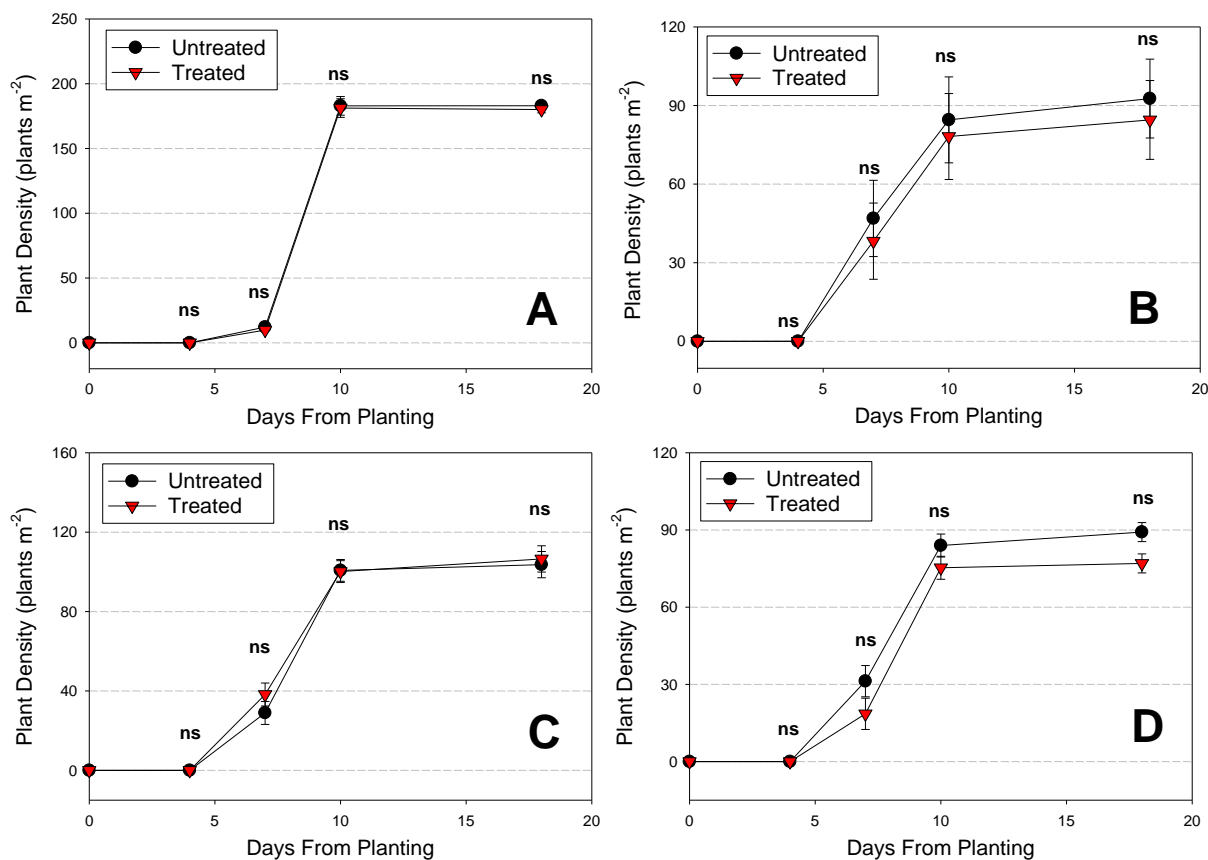 250
200
150
100
50
0
Plant Density (plants m-2)
Untreated
Treated
ns
ns
ns
ns
A
0 5 10 15 20
Days From Planting
120
90
60
30
0
Plant Density (plants m-2)
Untreated
Treated
ns
ns
ns
ns
B
0 5 10 15 20
Days From Planting
160
120
80
40
0
Plant Density (plants m-2)
Untreated
Treated
ns
ns
ns
ns
C
0 5 10 15 20
Days From Planting
120
90
60
30
0
Plant Density (plants m-2)
Untreated
Treated
ns
ns
ns
ns
D
0 5 10 15 20
Days From Planting